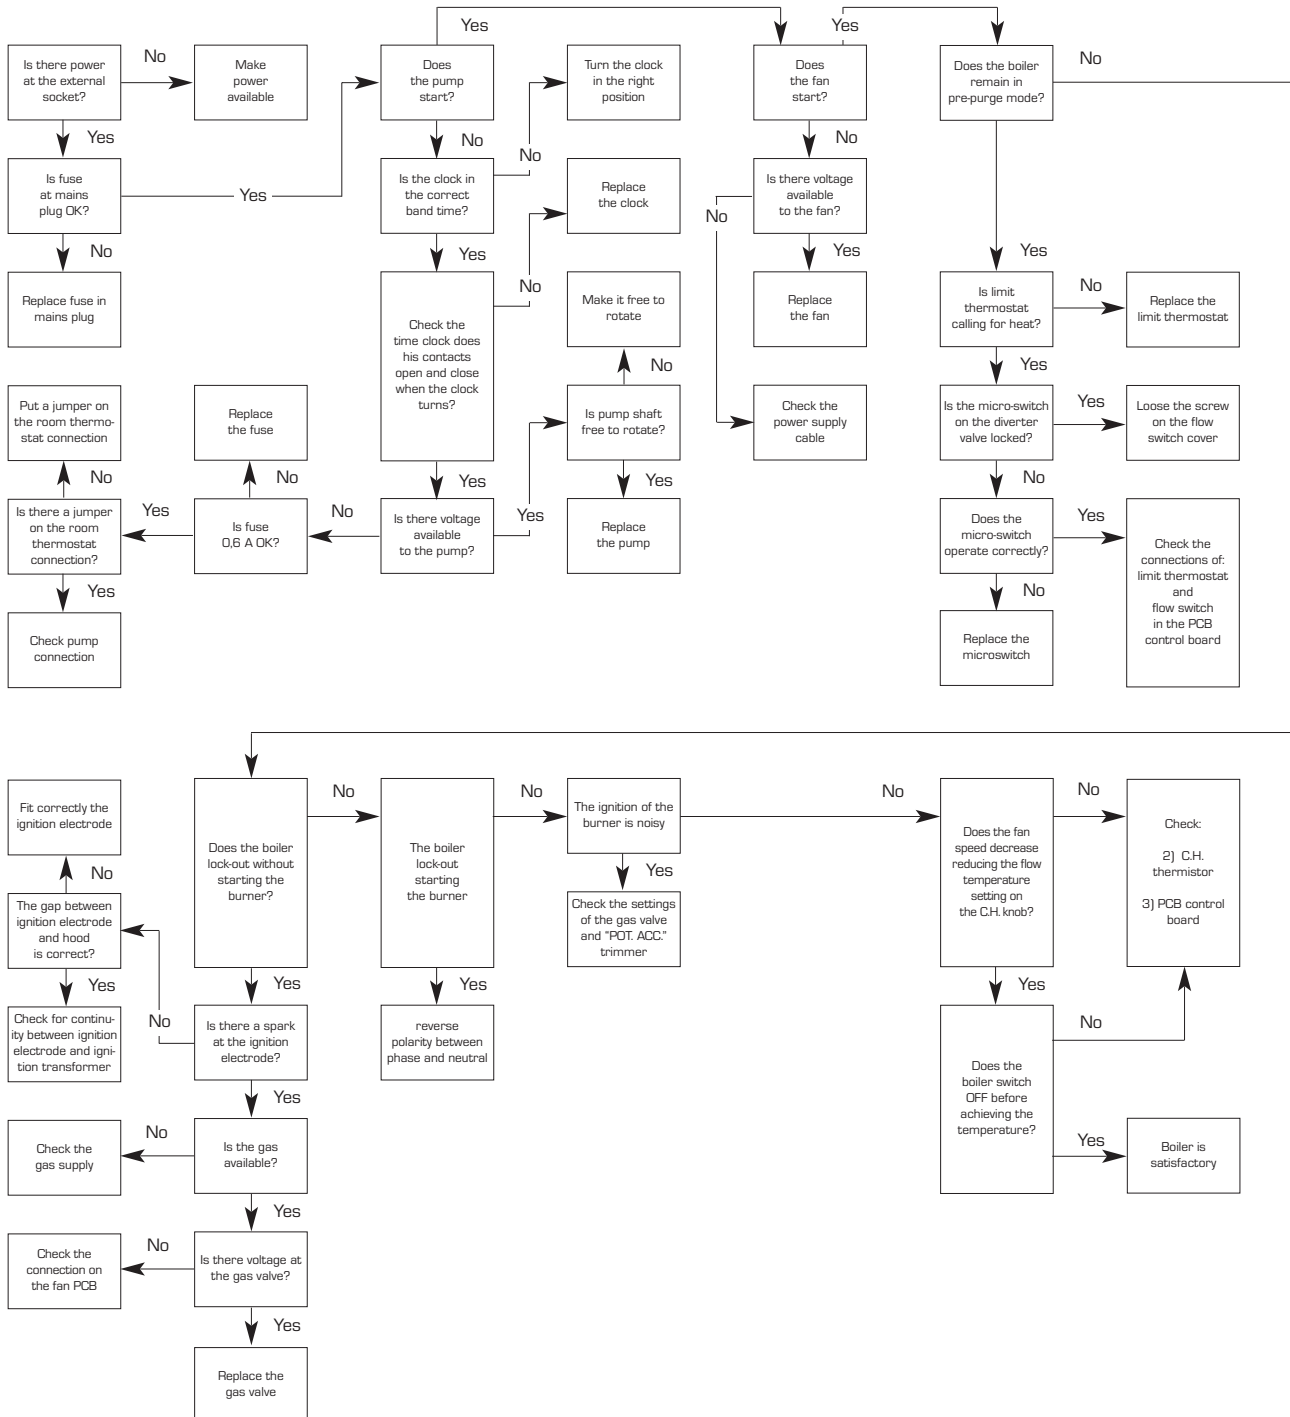 Yes
Yes
Is there power
at the external
socket?
No
Make
power
available
Does
the pump
start?
Turn the clock
in the right
position
Does
the fan
start?
Does the boiler
remain in
pre-purge mode?
No
Yes
No
No
No
Is fuse
at mains
plug OK?
Yes
Is the clock in
the correct
band time?
Replace
the clock
Is there voltage
available
to the fan?
No
No
Yes
Yes
Yes
No
Replace fuse in
mains plug
Check the
time clock does
his contacts
open and close
when the clock
turns?
Make it free to
rotate
Replace
the fan
Is limit
thermostat
calling for heat?
No
Replace the
limit thermostat
No
Yes
Put a jumper on
the room thermo-
stat connection
Replace
the fuse
Is pump shaft
free to rotate?
Check the
power supply
cable
Is the micro-switch
on the diverter
valve locked?
Yes
Loose the screw
on the flow
switch cover
No
No
Yes
Yes
No
Is there a jumper
on the room
thermostat
connection?
Yes
Is fuse
0,6 A OK?
No
Is there voltage
available
to the pump?
Yes
Replace
the pump
Does the
micro-switch
operate correctly?
Yes
Check the
connections of:
limit thermostat
and
flow switch
in the PCB
control board
Yes
No
Check pump
connection
Replace the
microswitch
Fit correctly the
ignition electrode
Does the boiler
lock-out without
starting the
burner?
No
The boiler
lock-out
starting
the burner
No
The ignition of the
burner is noisy
No
Does the fan
speed decrease
reducing the flow
temperature
setting on
the C.H. knob?
No
Check:
2) C.H.
thermistor
3) PCB control
board
No
Yes
The gap between
ignition electrode
and hood
is correct?
Check the settings
of the gas valve
and "POT. ACC."
trimmer
Yes
Yes
Yes
Yes
Check for continu-
ity between ignition
electrode and igni-
tion transformer
No
Is there a spark
at the ignition
electrode?
reverse
polarity between
phase and neutral
Does the
boiler switch
OFF before
achieving the
temperature?
No
Yes
Check the
gas supply
No
Is the gas
available?
Yes
Boiler is
satisfactory
Yes
Check the
connection on
the fan PCB
No
Is there voltage at
the gas valve?
Yes
Replace the
gas valve